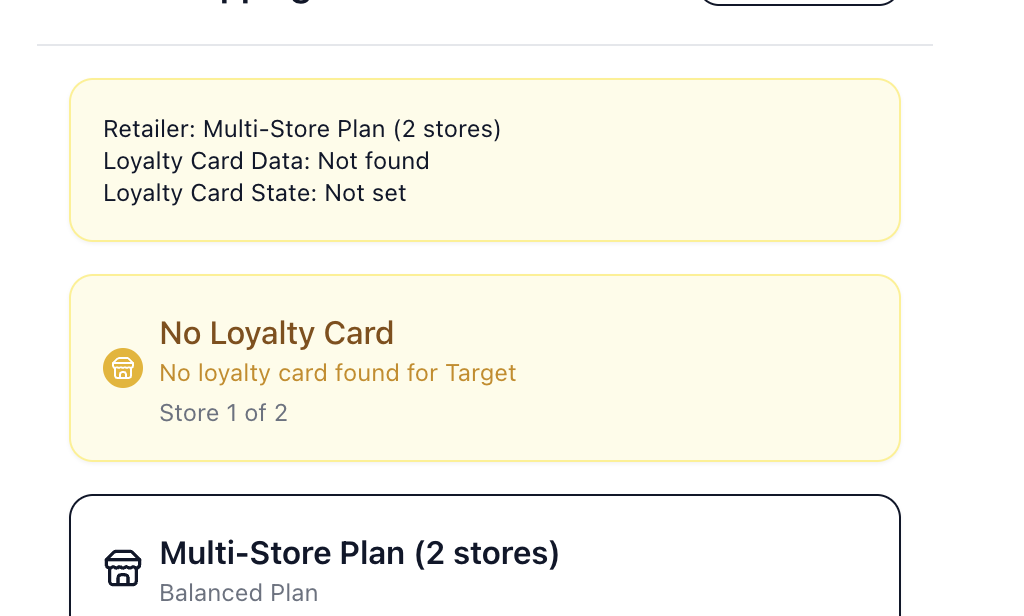 Retailer: Multi-Store Plan (2 stores)
Loyalty Card Data: Not found
Loyalty Card State: Not set
No Loyalty Card
No loyalty card found for Target
Store 1 of 2
Multi-Store Plan (2 stores)
Balanced Plan